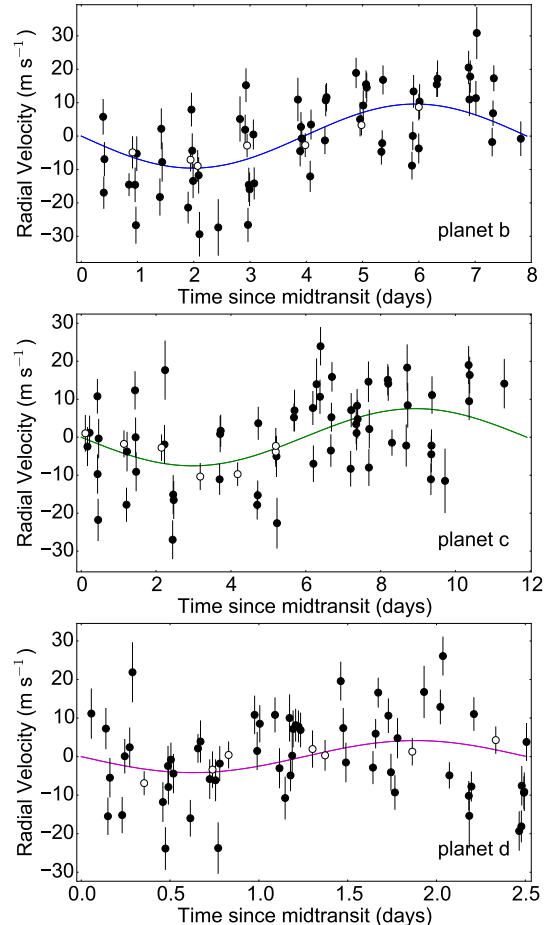 Radial Velocity (m s⁻¹)
30
20
10
0
−10
−20
−30
planet b
0 1 2 3 4 5 6 7 8
Time since midtransit (days)
Radial Velocity (m s⁻¹)
30
20
10
0
−10
−20
−30
planet c
0 2 4 6 8 10 12
Time since midtransit (days)
Radial Velocity (m s⁻¹)
30
20
10
0
−10
−20
−30
planet d
0.0 0.5 1.0 1.5 2.0 2.5
Time since midtransit (days)